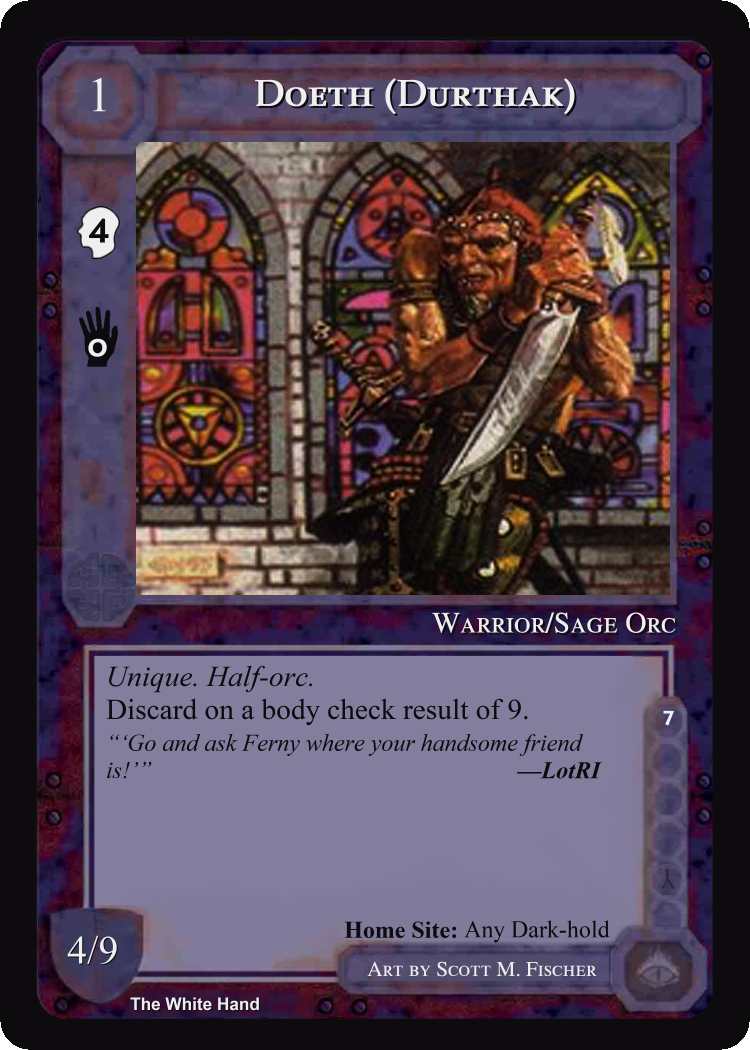 1
Doeth (Durthak)
4
0
Warrior/Sage Orc
Unique. Half-orc.
Discard on a body check result of 9.
“‘Go and ask Ferny where your handsome friend
is!’” —LotRI
7
Home Site: Any Dark-hold
4/9
Art by Scott M. Fischer
The White Hand